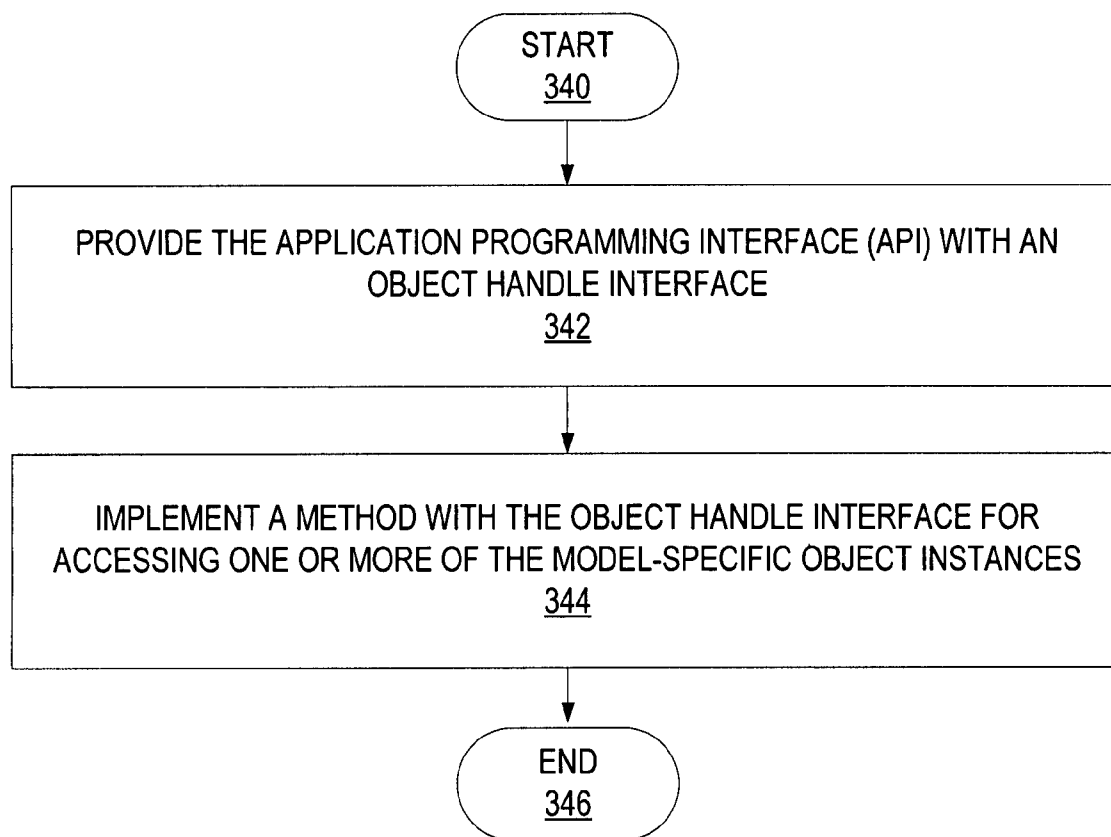 START
340
PROVIDE THE APPLICATION PROGRAMMING INTERFACE (API) WITH AN
OBJECT HANDLE INTERFACE
342
IMPLEMENT A METHOD WITH THE OBJECT HANDLE INTERFACE FOR
ACCESSING ONE OR MORE OF THE MODEL-SPECIFIC OBJECT INSTANCES
344
END
346